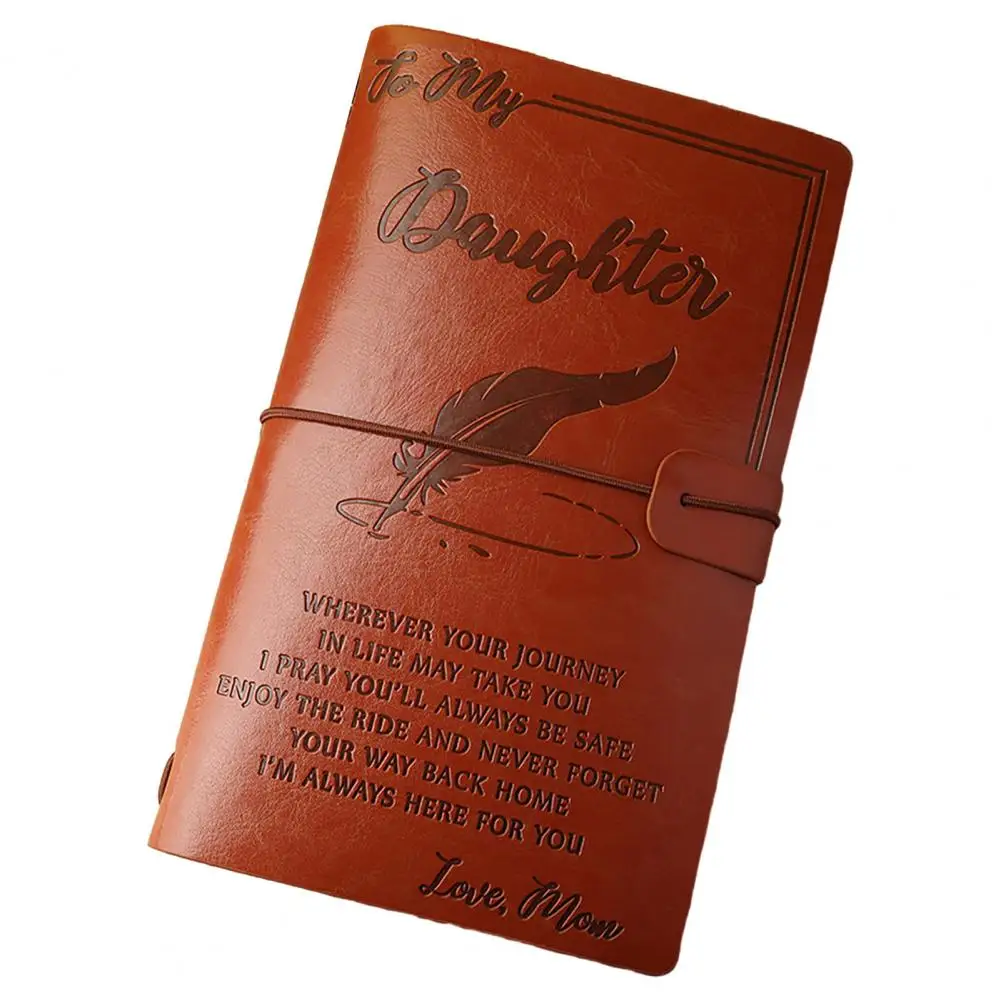 To My
Daughter
WHEREVER YOUR JOURNEY
IN LIFE MAY TAKE YOU
I PRAY YOU'LL ALWAYS BE SAFE,
ENJOY THE RIDE AND NEVER FORGET
YOUR WAY BACK HOME
I'M ALWAYS HERE FOR YOU
Love, Mom